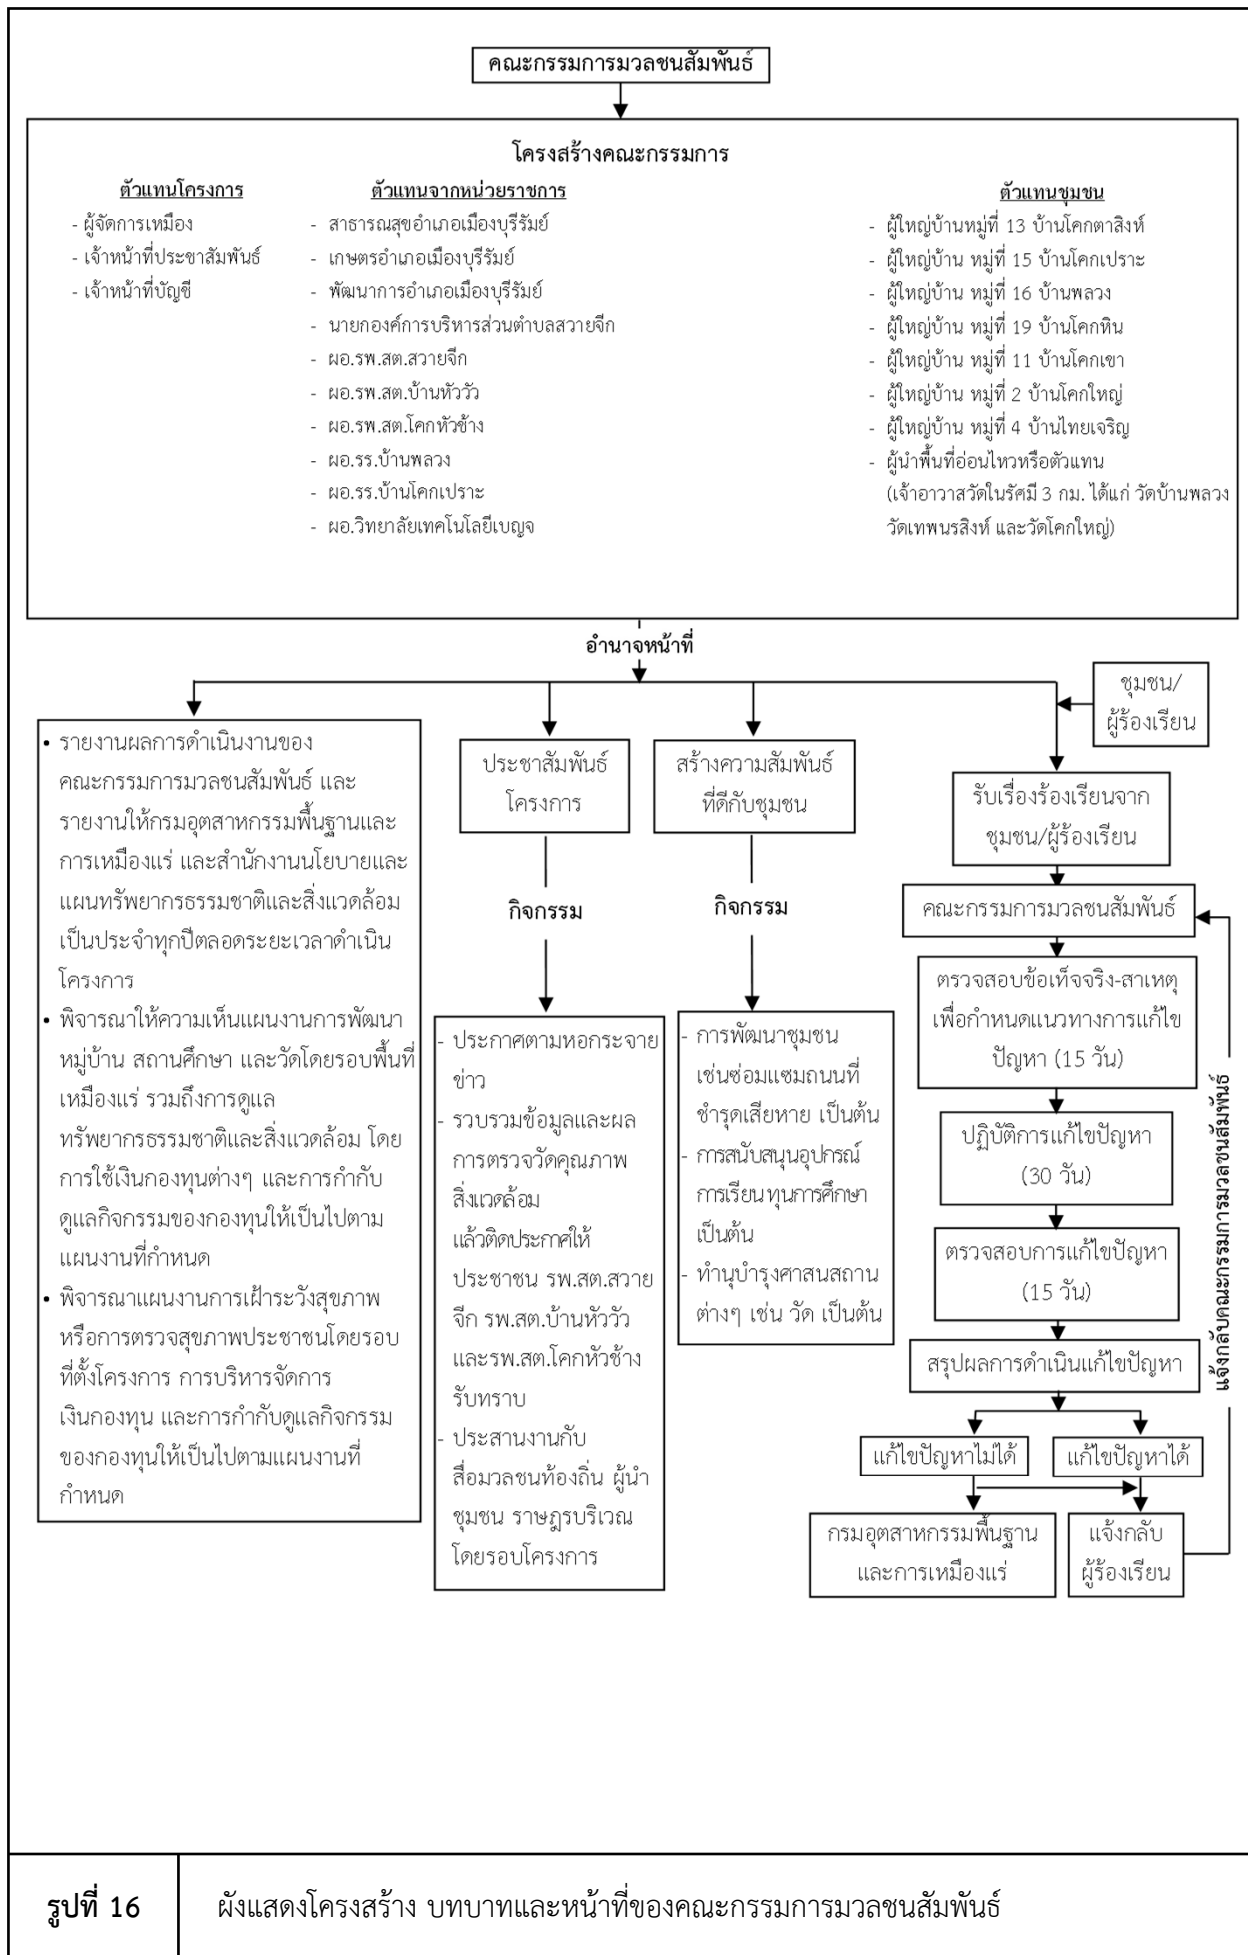 คณะกรรมการมวลชนสัมพันธ์
โครงสร้างคณะกรรมการ
ตัวแทนโครงการ
- ผู้จัดการเหมือง
- เจ้าหน้าที่ประชาสัมพันธ์
- เจ้าหน้าที่บัญชี
ตัวแทนจากหน่วยราชการ
- สาธารณสุขอำเภอเมืองบุรีรัมย์
- เกษตรอำเภอเมืองบุรีรัมย์
- พัฒนาการอำเภอเมืองบุรีรัมย์
- นายกองค์การบริหารส่วนตำบลสวายจีก
- ผอ.รพ.สต.สวายจีก
- ผอ.รพ.สต.บ้านหัววัว
- ผอ.รพ.สต.โคกหัวช้าง
- ผอ.รร.บ้านพลวง
- ผอ.รร.บ้านโคกเปราะ
- ผอ.วิทยาลัยเทคโนโลยีเบญจ
ตัวแทนชุมชน
- ผู้ใหญ่บ้านหมู่ที่ 13 บ้านโคกตาสิงห์
- ผู้ใหญ่บ้าน หมู่ที่ 15 บ้านโคกเปราะ
- ผู้ใหญ่บ้าน หมู่ที่ 16 บ้านพลวง
- ผู้ใหญ่บ้าน หมู่ที่ 19 บ้านโคกหิน
- ผู้ใหญ่บ้าน หมู่ที่ 11 บ้านโคกเขา
- ผู้ใหญ่บ้าน หมู่ที่ 2 บ้านโคกใหญ่
- ผู้ใหญ่บ้าน หมู่ที่ 4 บ้านไทยเจริญ
- ผู้นำพื้นที่อ่อนไหวหรือตัวแทน
(เจ้าอาวาสวัดในรัศมี 3 กม. ได้แก่ วัดบ้านพลวง
วัดเทพนรสิงห์ และวัดโคกใหญ่)
อำนาจหน้าที่
• รายงานผลการดำเนินงานของ
คณะกรรมการมวลชนสัมพันธ์ และ
รายงานให้กรมอุตสาหกรรมพื้นฐานและ
การเหมืองแร่ และสำนักงานนโยบายและ
แผนทรัพยากรธรรมชาติและสิ่งแวดล้อม
เป็นประจำทุกปีตลอดระยะเวลาดำเนิน
โครงการ
• พิจารณาให้ความเห็นแผนงานการพัฒนา
หมู่บ้าน สถานศึกษา และวัดโดยรอบพื้นที่
เหมืองแร่ รวมถึงการดูแล
ทรัพยากรธรรมชาติและสิ่งแวดล้อม โดย
การใช้เงินกองทุนต่างๆ และการกำกับ
ดูแลกิจกรรมของกองทุนให้เป็นไปตาม
แผนงานที่กำหนด
• พิจารณาแผนงานการเฝ้าระวังสุขภาพ
หรือการตรวจสุขภาพประชาชนโดยรอบ
ที่ตั้งโครงการ การบริหารจัดการ
เงินกองทุน และการกำกับดูแลกิจกรรม
ของกองทุนให้เป็นไปตามแผนงานที่
กำหนด
ประชาสัมพันธ์
โครงการ
กิจกรรม
- ประกาศตามหอกระจาย
ข่าว
- รวบรวมข้อมูลและผล
การตรวจวัดคุณภาพ
สิ่งแวดล้อม
แล้วติดประกาศให้
ประชาชน รพ.สต.สวาย
จีก รพ.สต.บ้านหัววัว
และรพ.สต.โคกหัวช้าง
รับทราบ
- ประสานงานกับ
สื่อมวลชนท้องถิ่น ผู้นำ
ชุมชน ราษฎรบริเวณ
โดยรอบโครงการ
สร้างความสัมพันธ์
ที่ดีกับชุมชน
กิจกรรม
- การพัฒนาชุมชน
เช่นซ่อมแซมถนนที่
ชำรุดเสียหาย เป็นต้น
- การสนับสนุนอุปกรณ์
การเรียน ทุนการศึกษา
เป็นต้น
- ทำนุบำรุงศาสนสถาน
ต่างๆ เช่น วัด เป็นต้น
ชุมชน/
ผู้ร้องเรียน
รับเรื่องร้องเรียนจาก
ชุมชน/ผู้ร้องเรียน
คณะกรรมการมวลชนสัมพันธ์
ตรวจสอบข้อเท็จจริง-สาเหตุ
เพื่อกำหนดแนวทางการแก้ไข
ปัญหา (15 วัน)
ปฏิบัติการแก้ไขปัญหา
(30 วัน)
ตรวจสอบการแก้ไขปัญหา
(15 วัน)
สรุปผลการดำเนินแก้ไขปัญหา
แก้ไขปัญหาไม่ได้
แก้ไขปัญหาได้
กรมอุตสาหกรรมพื้นฐาน
และการเหมืองแร่
แจ้งกลับ
ผู้ร้องเรียน
แจ้งกลับคณะกรรมการมวลชนสัมพันธ์
รูปที่ 16
ผังแสดงโครงสร้าง บทบาทและหน้าที่ของคณะกรรมการมวลชนสัมพันธ์